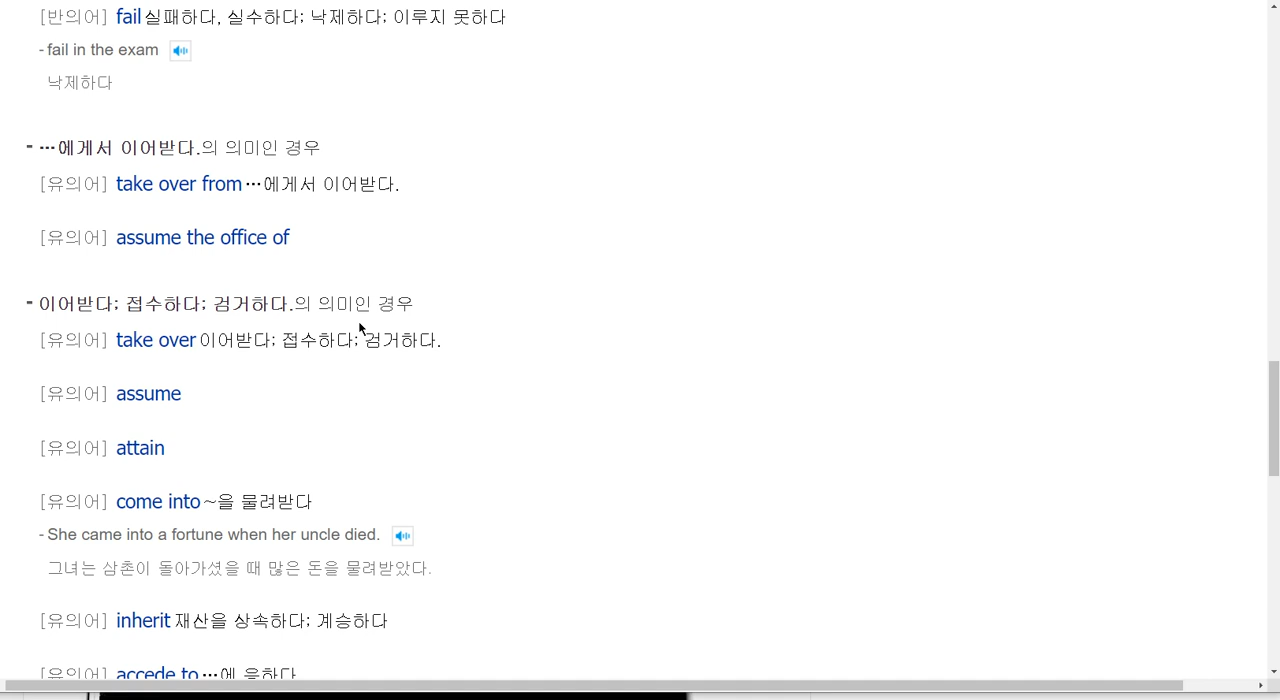 [반의어] fail 실패하다, 실수하다; 낙제하다; 이루지 못하다
- fail in the exam
낙제하다
- …에게서 이어받다.의 의미인 경우
[유의어] take over from …에게서 이어받다.
[유의어] assume the office of
- 이어받다; 접수하다; 검거하다.의 의미인 경우
[유의어] take over 이어받다; 접수하다; 검거하다.
[유의어] assume
[유의어] attain
[유의어] come into ~을 물려받다
- She came into a fortune when her uncle died.
그녀는 삼촌이 돌아가셨을 때 많은 돈을 물려받았다.
[유의어] inherit 재산을 상속하다; 계승하다
[유의어] accede to …에 응하다